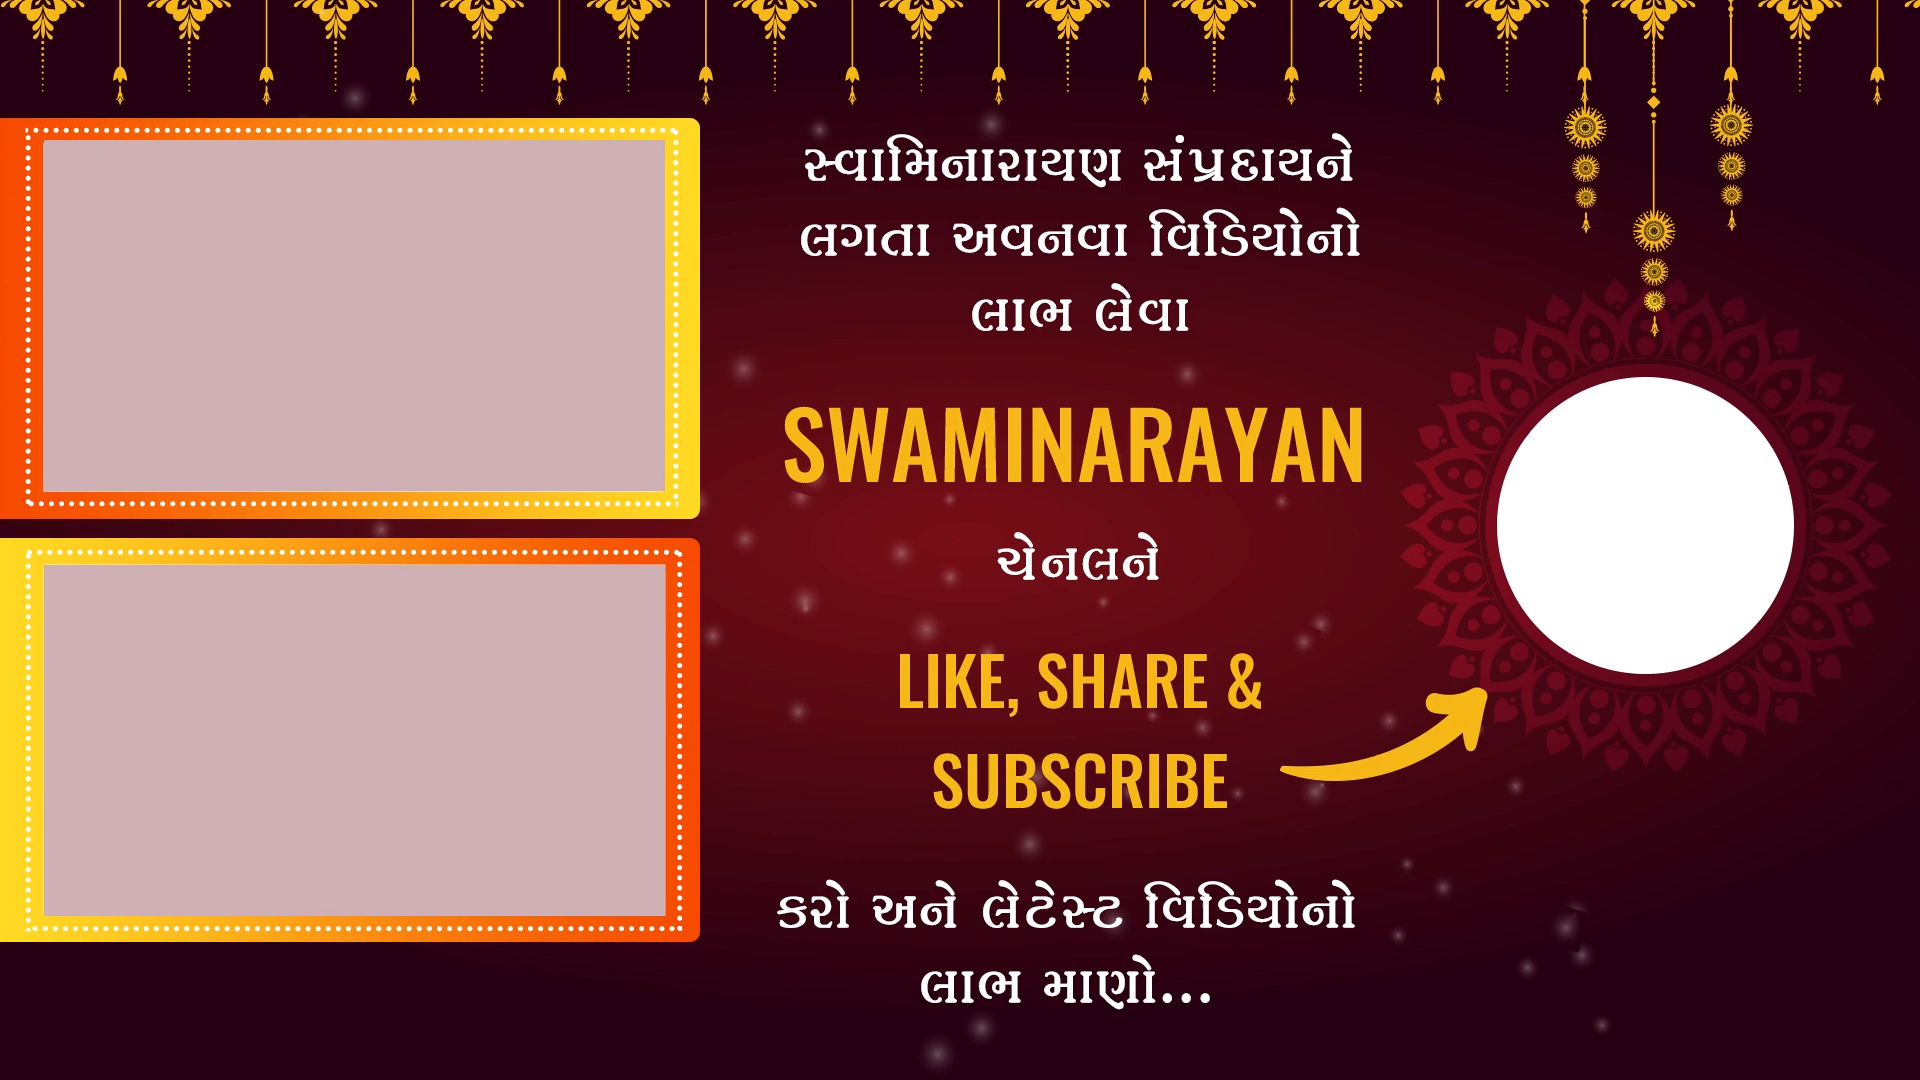 સ્વામિનારાયણ સંપ્રદાયને
લગતા અવનવા વિડિયોનો
લાભ લેવા
SWAMINARAYAN
ચેનલને
LIKE, SHARE &
SUBSCRIBE
કરો અને લેટેસ્ટ વિડિયોનો
લાભ માણો...